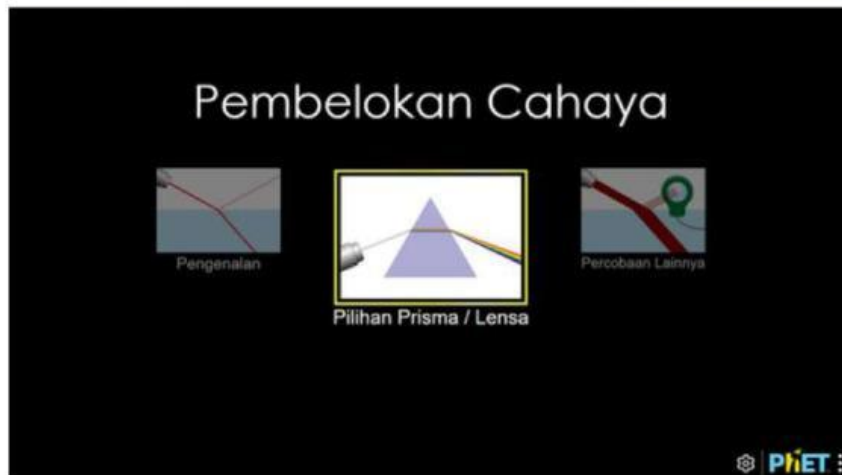 Pembelokan Cahaya
Pengenalan
Pilihan Prisma / Lensa
Percobaan Lainnya
PhET